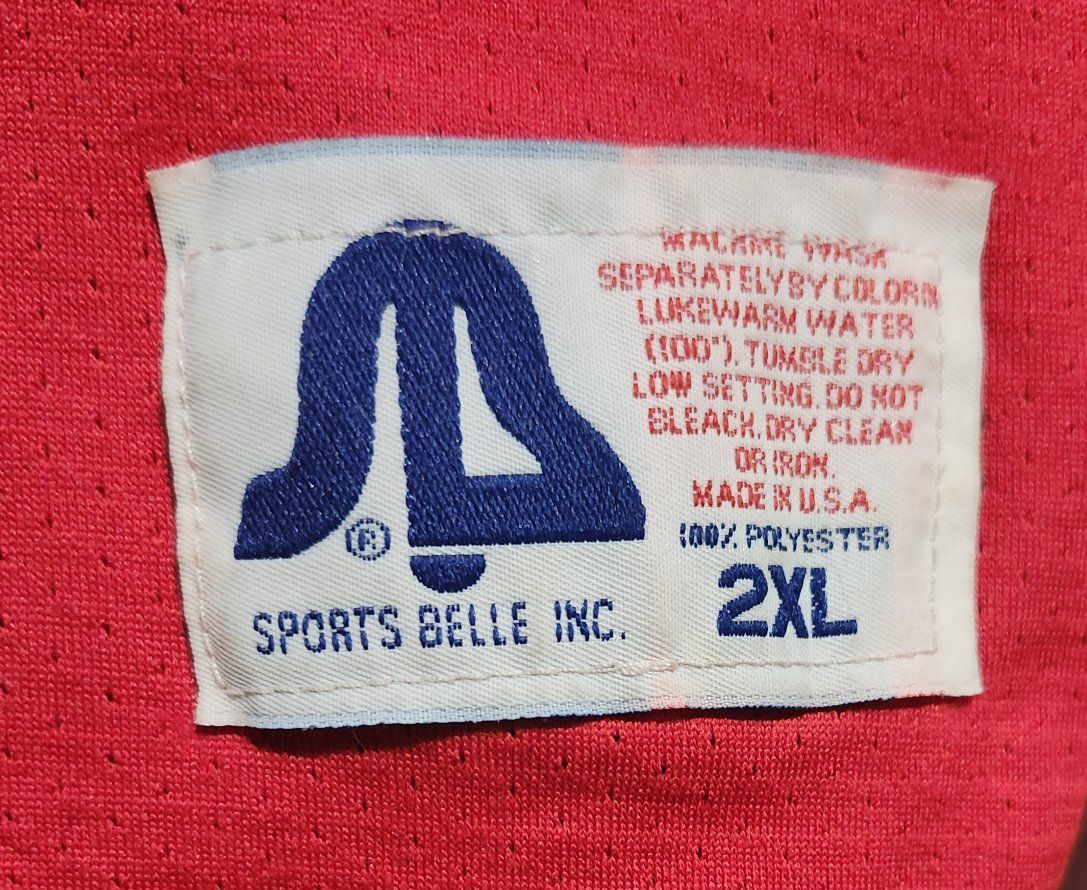 MACHINE WASK
SEPARATELY BY COLOR IN
LUKEWARM WATER
(100°). TUMBLE DRY
LOW SETTING. DO NOT
BLEACH, DRY CLEAN
OR IRON.
MADE IN U.S.A.
100% POLYESTER
2XL
®
SPORTS BELLE INC.